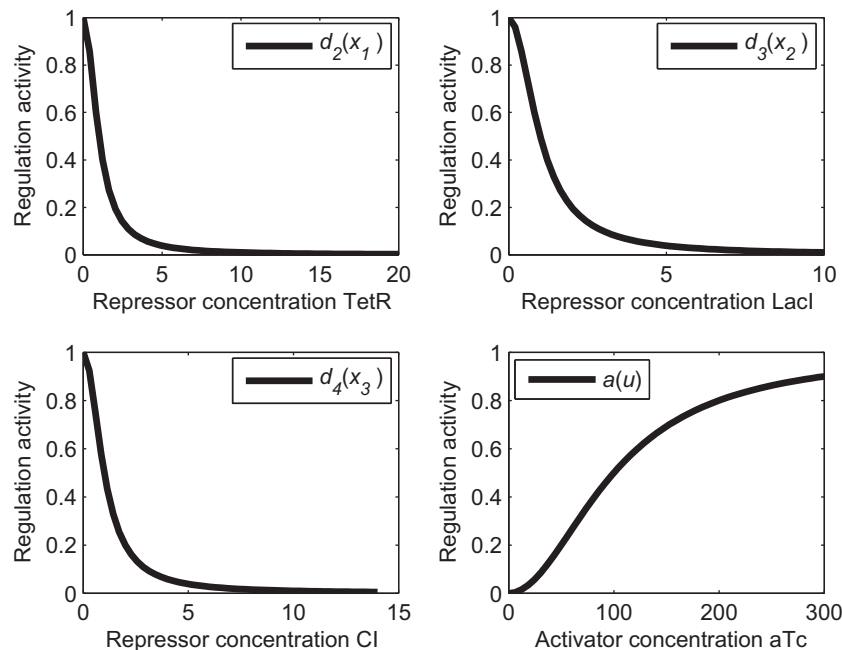 1
0.8
0.6
0.4
0.2
0
Regulation activity
d2(x1)
0 5 10 15 20
Repressor concentration TetR
1
0.8
0.6
0.4
0.2
0
Regulation activity
d3(x2)
0 5 10
Repressor concentration LacI
1
0.8
0.6
0.4
0.2
0
Regulation activity
d4(x3)
0 5 10 15
Repressor concentration CI
1
0.8
0.6
0.4
0.2
0
Regulation activity
a(u)
0 100 200 300
Activator concentration aTc